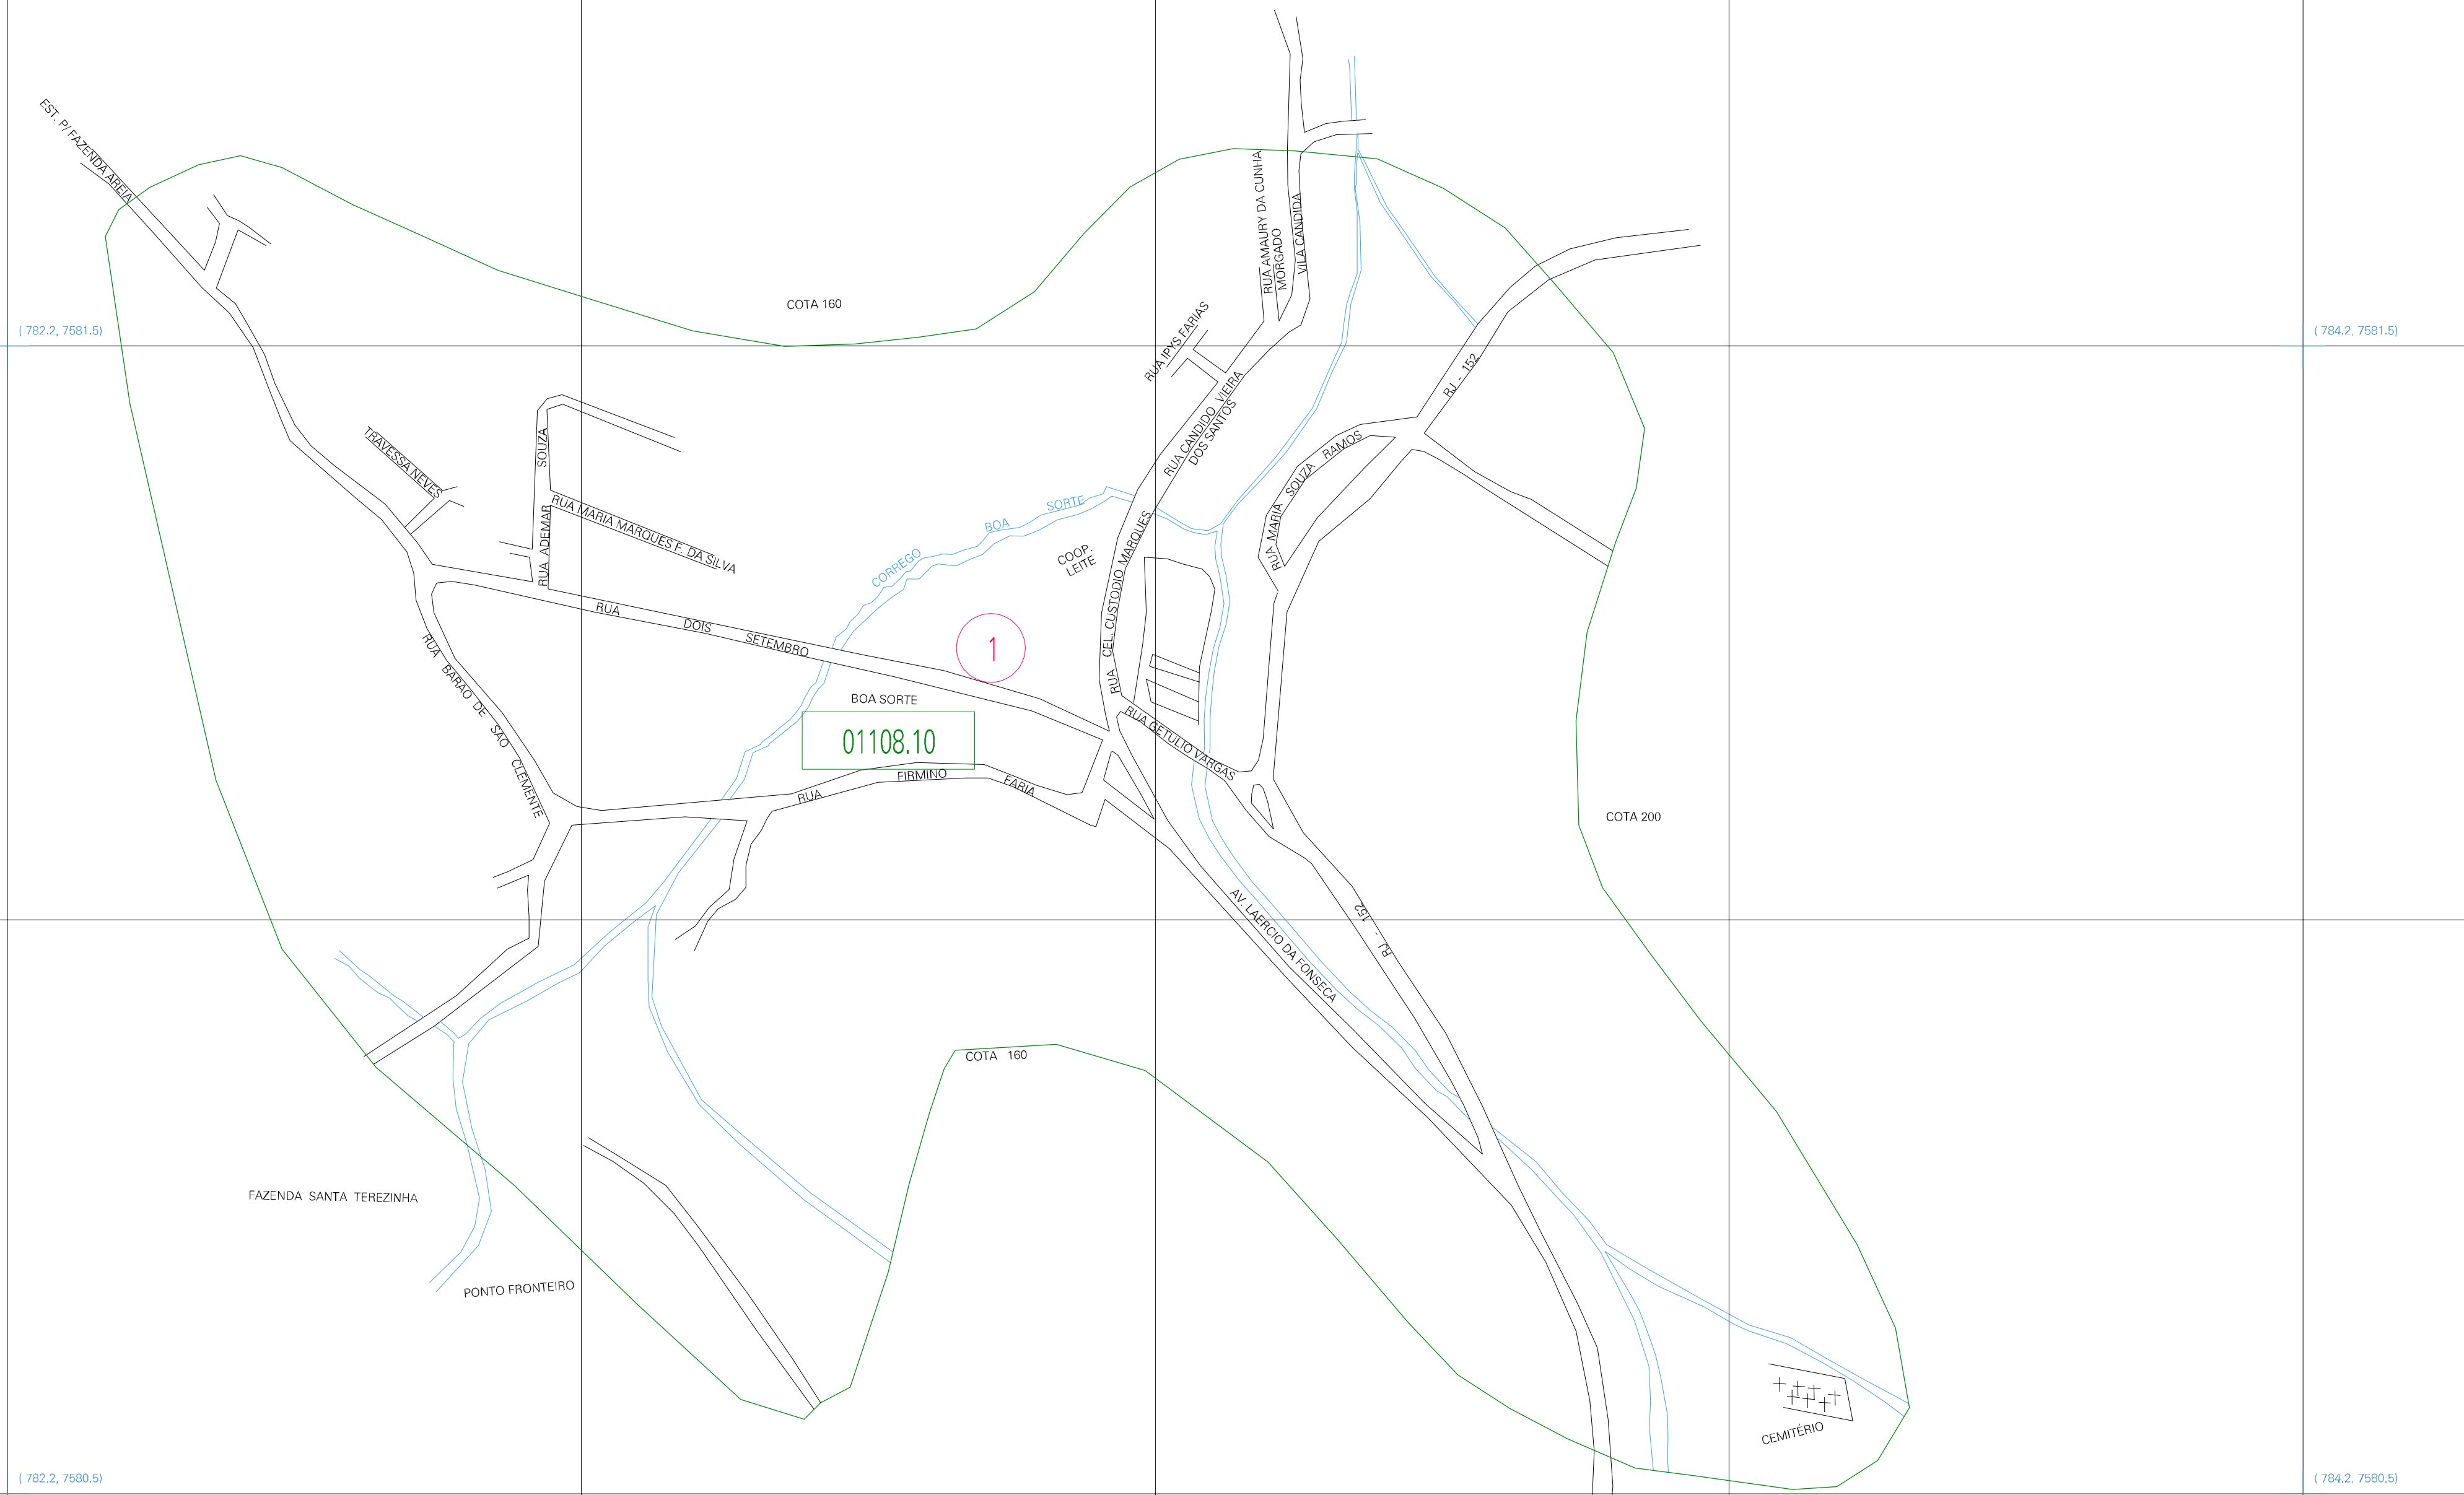 EST. P/ FAZENDA AREIA
COTA 160
RUA AMAURY DA CUNHA
MORGADO
VILA CANDIDA
( 782.2, 7581.5)
( 784.2, 7581.5)
RUA IPYS FARIAS
RJ - 152
RUA CANDIDO VIEIRA
DOS SANTOS
TRAVESSA NEVES
RUA ADEMAR SOUZA
RUA MARIA MARQUES F. DA SILVA
CORREGO BOA SORTE
COOP.
LEITE
RUA CEL. CUSTODIO MARQUES
RUA MARIA SOUZA RAMOS
RUA DOIS SETEMBRO
1
RUA BARAO DE SAO CLEMENTE
BOA SORTE
01108.10
RUA GETULIO VARGAS
RUA FIRMINO FARIA
COTA 200
AV. LAERCIO DA FONSECA
RJ - 152
COTA 160
FAZENDA SANTA TEREZINHA
PONTO FRONTEIRO
CEMITÉRIO
( 782.2, 7580.5)
( 784.2, 7580.5)